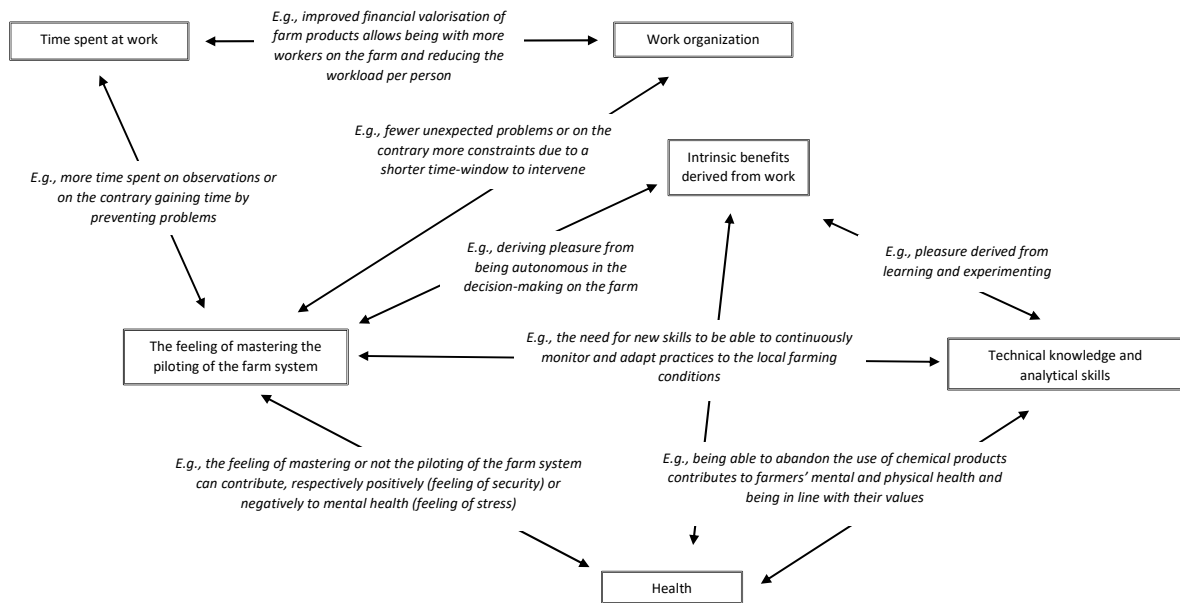 Time spent at work
E.g., improved financial valorisation of
farm products allows being with more
workers on the farm and reducing the
workload per person
Work organization
E.g., fewer unexpected problems or on the
contrary more constraints due to a
shorter time-window to intervene
Intrinsic benefits
derived from work
E.g., more time spent on observations or
on the contrary gaining time by
preventing problems
E.g., deriving pleasure from
being autonomous in the
decision-making on the farm
E.g., pleasure derived from
learning and experimenting
The feeling of mastering the
piloting of the farm system
E.g., the need for new skills to be able to continuously
monitor and adapt practices to the local farming
conditions
Technical knowledge and
analytical skills
E.g., the feeling of mastering or not the piloting of the farm system
can contribute, respectively positively (feeling of security) or
negatively to mental health (feeling of stress)
E.g., being able to abandon the use of chemical products
contributes to farmers’ mental and physical health and
being in line with their values
Health